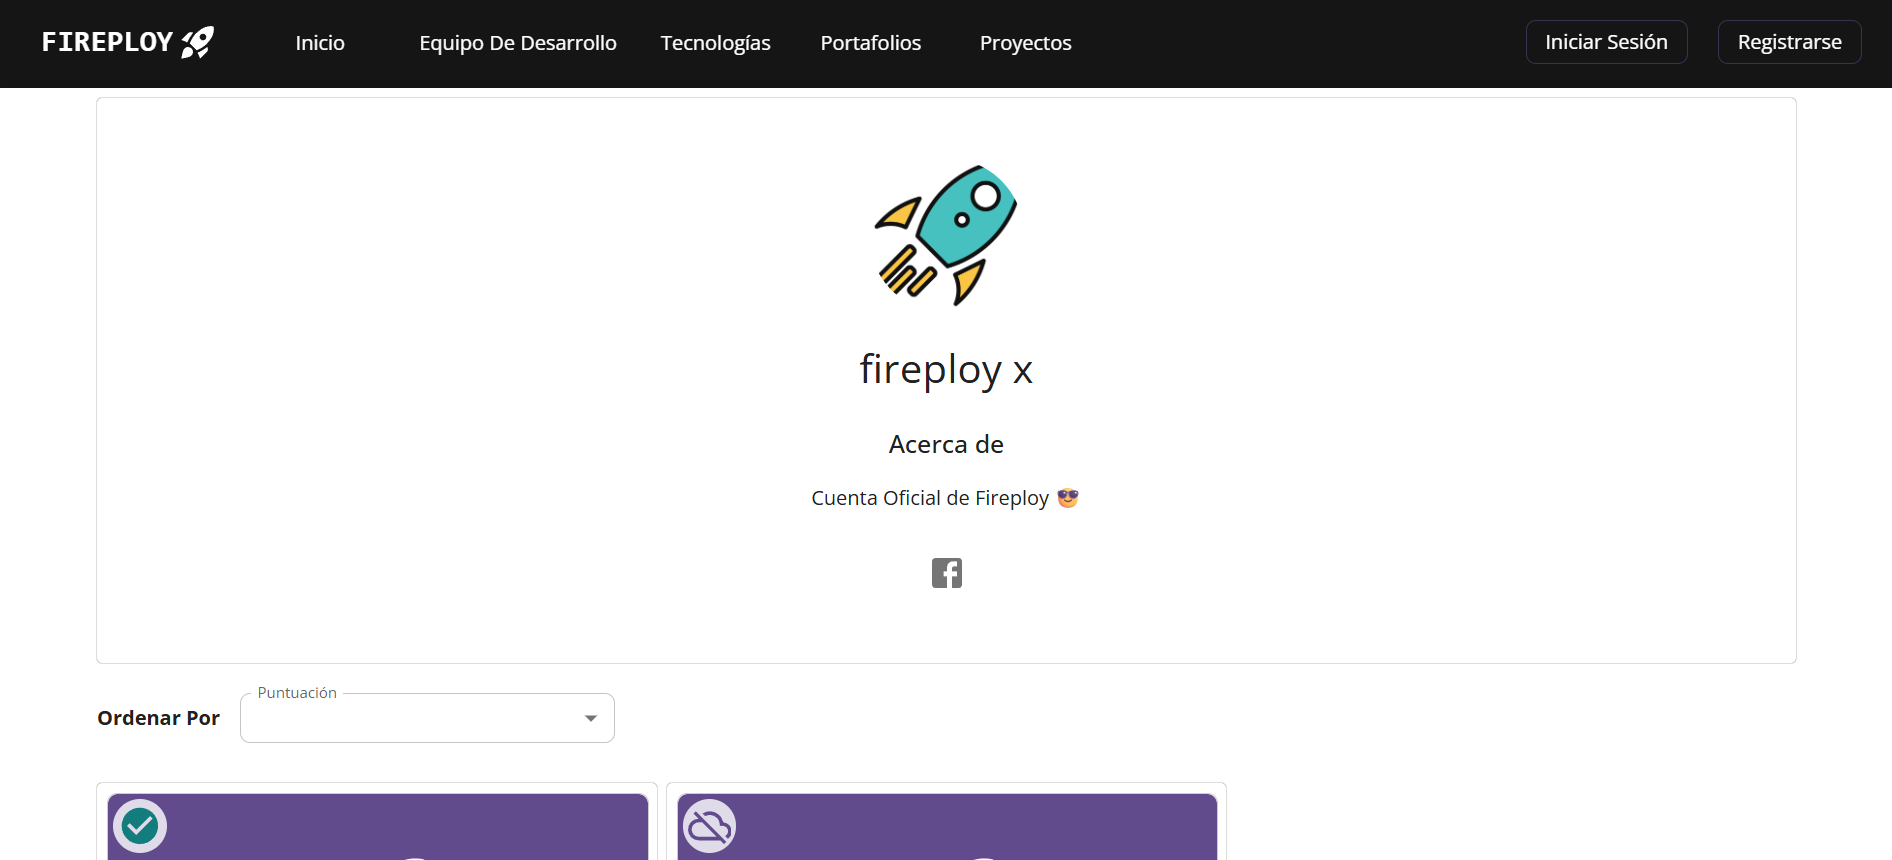 FIREPLOY
Inicio
Equipo De Desarrollo
Tecnologías
Portafolios
Proyectos
Iniciar Sesión
Registrarse
fireploy x
Acerca de
Cuenta Oficial de Fireploy 😎
Puntuación
Ordenar Por